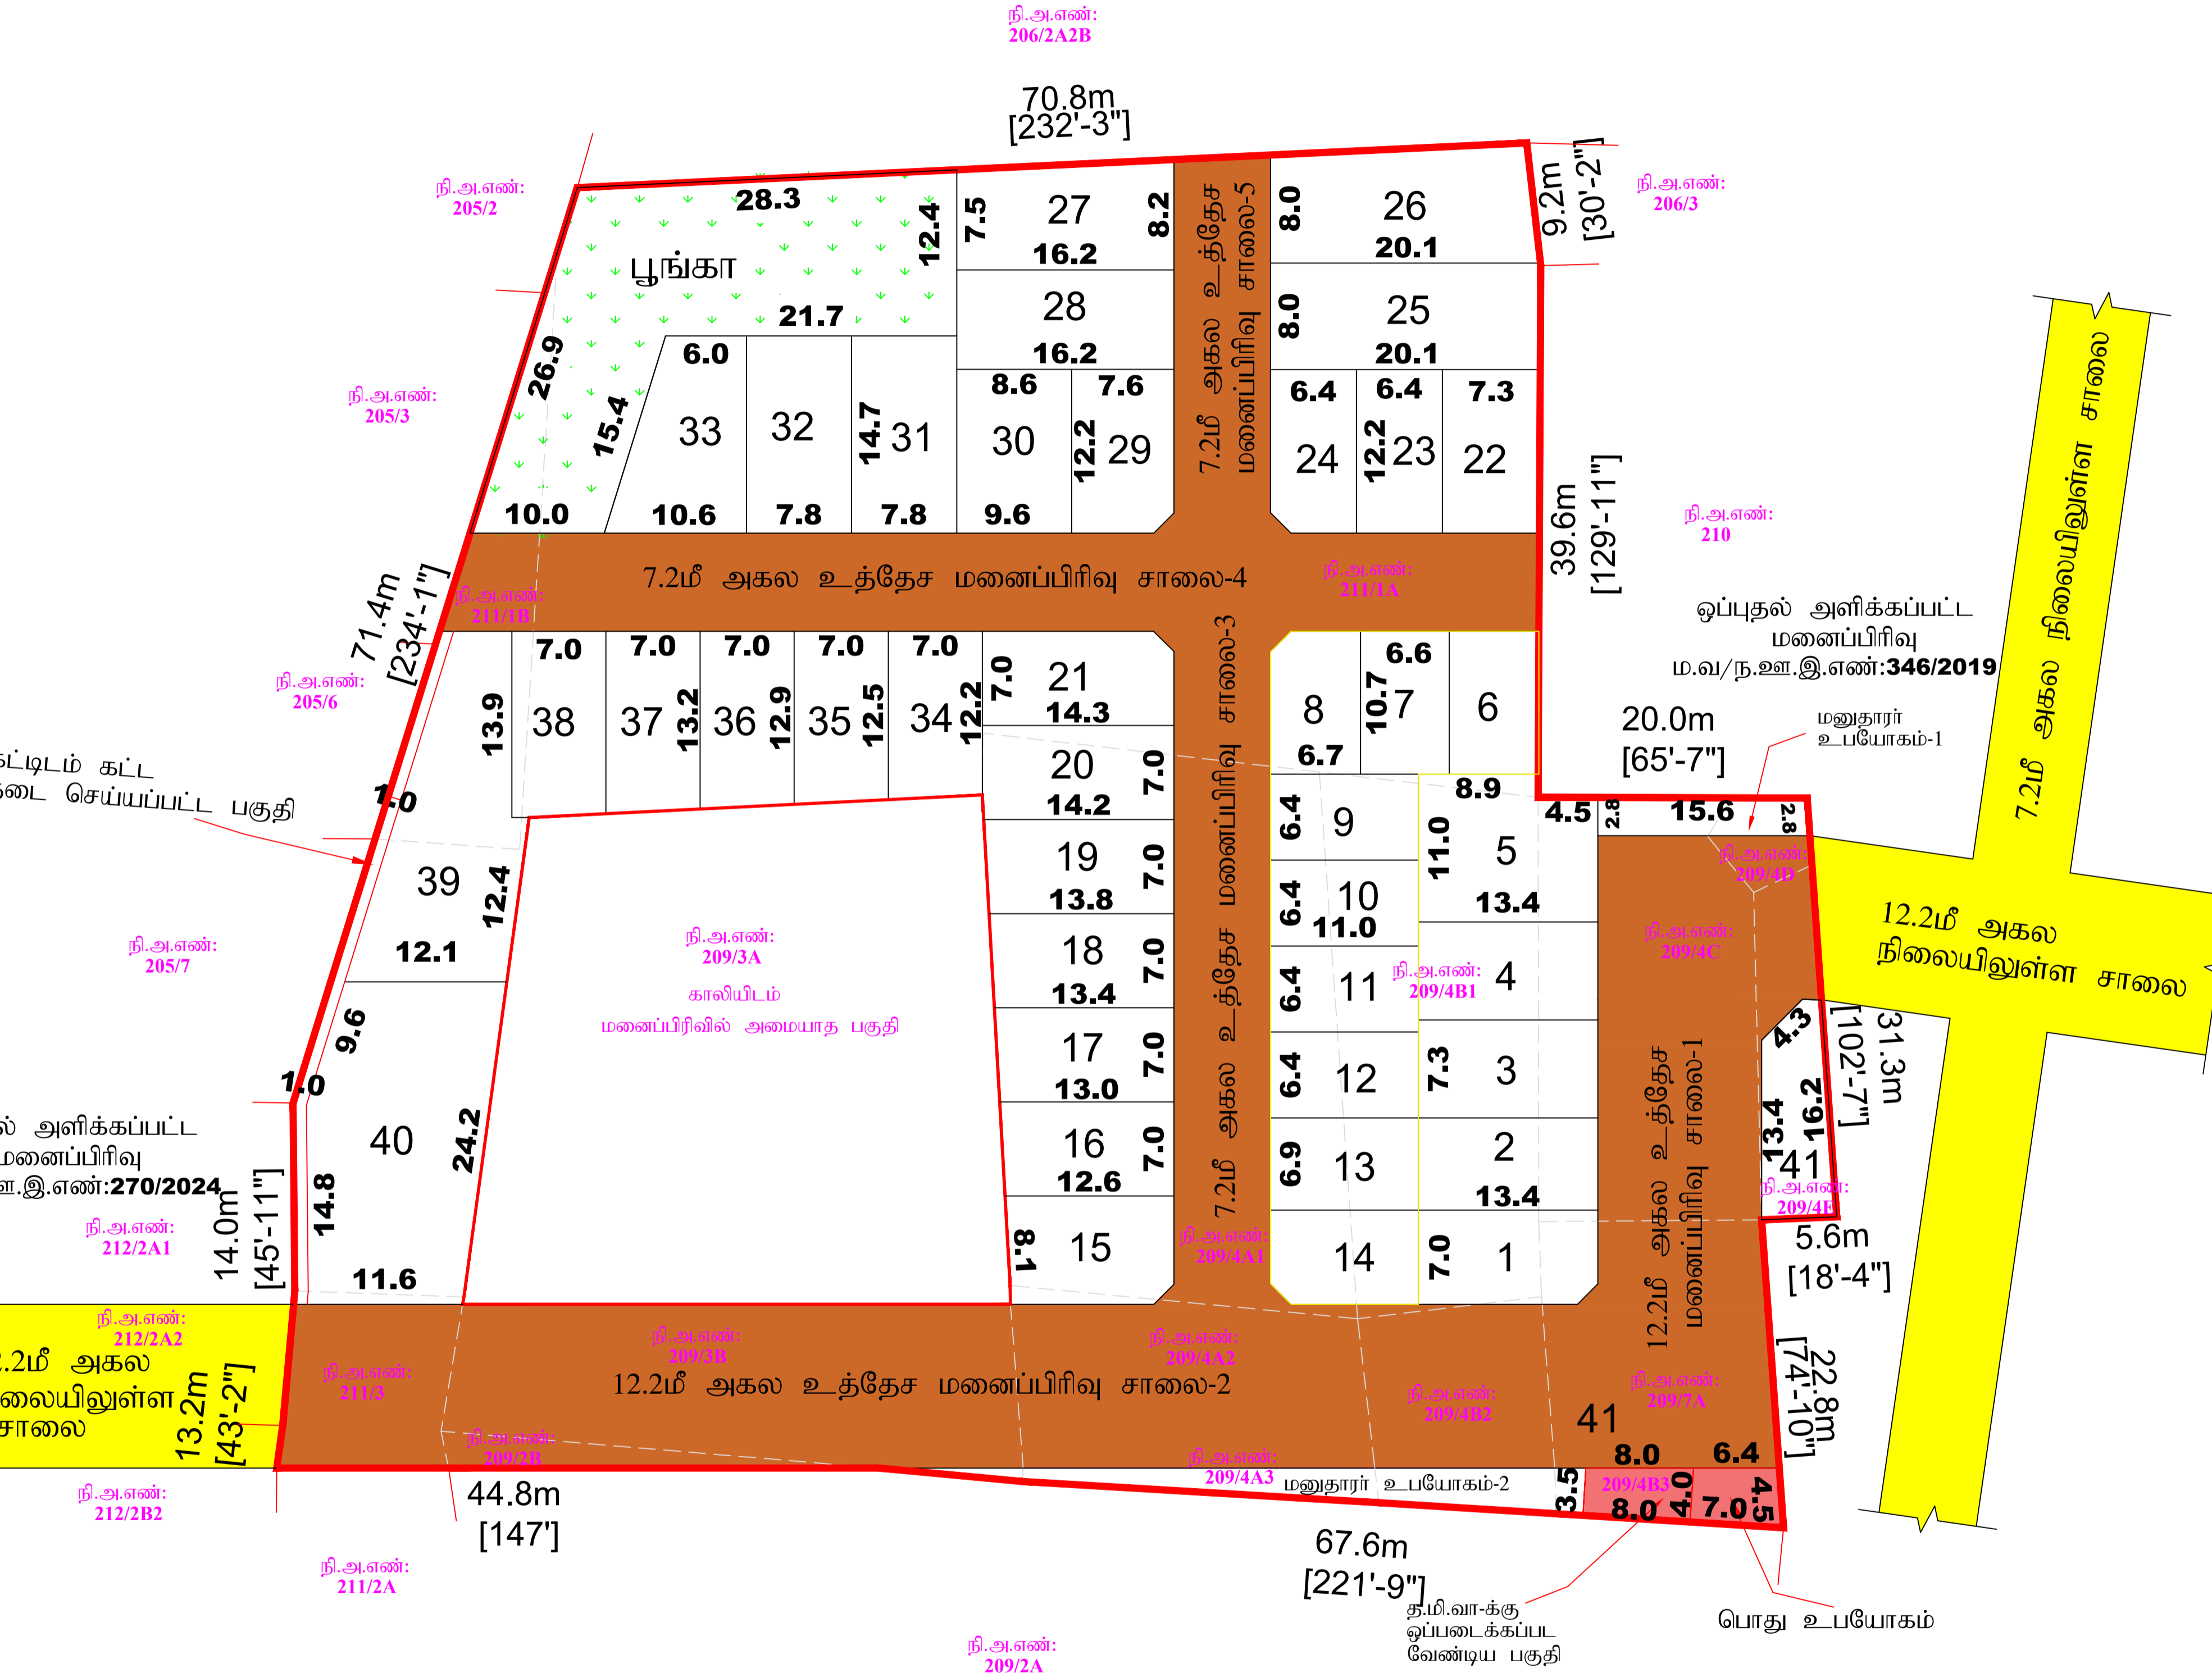 நி.அ.எண்:
206/2A2B
70.8m
[232'-3"]
9.2m
[30'-2"]
நி.அ.எண்:
205/2
நி.அ.எண்:
206/3
28.3
12.4
பூங்கா
21.7
26.9
15.4
10.0
7.5
27
8.2
16.2
28
16.2
8.0
26
20.1
8.0
25
20.1
7.2மீ அகல உத்தேச
மனைப்பிரிவு சாலை-5
நி.அ.எண்:
205/3
6.0
33
10.6
32
7.8
14.7
31
7.8
8.6
30
9.6
7.6
12.2
29
6.4
24
6.4
12.2
23
7.3
22
39.6m
[129'-11"]
நி.அ.எண்:
210
7.2மீ அகல நிலையிலுள்ள சாலை
7.2மீ அகல உத்தேச மனைப்பிரிவு சாலை-4
நி.அ.எண்:
211/1B
நி.அ.எண்:
211/1A
71.4m
[234'-1"]
ஒப்புதல் அளிக்கப்பட்ட
மனைப்பிரிவு
ம.வ/ந.ஊ.இ.எண்:346/2019
நி.அ.எண்:
205/6
13.9
7.0
38
7.0
37
13.2
7.0
36
12.9
7.0
35
12.5
7.0
34
12.2
7.0
21
14.3
20
7.0
14.2
19
7.0
13.8
18
7.0
13.4
17
7.0
13.0
16
7.0
12.6
8.1
15
7.2மீ அகல உத்தேச மனைப்பிரிவு சாலை-3
8
6.7
6.6
10.7
7
6
20.0m
[65'-7"]
மனுதாரர்
உபயோகம்-1
4.5
2.8
15.6
2.8
6.4
9
6.4
10
11.0
6.4
11
6.4
12
6.9
13
14
8.9
11.0
5
13.4
4
7.3
3
2
13.4
7.0
1
நி.அ.எண்:
209/4B1
நி.அ.எண்:
209/4D
நி.அ.எண்:
209/4C
12.2மீ அகல
நிலையிலுள்ள சாலை
12.2மீ அகல உத்தேச
மனைப்பிரிவு சாலை-1
4.3
13.4
16.2
41
31.3m
[102'-7"]
5.6m
[18'-4"]
22.8m
[74'-10"]
கட்டிடம் கட்ட
செய்யப்பட்ட பகுதி
1.0
39
12.4
12.1
நி.அ.எண்:
205/7
நி.அ.எண்:
209/3A
காலியிடம்
மனைப்பிரிவில் அமையாத பகுதி
9.6
1.0
40
24.2
14.8
11.6
அளிக்கப்பட்ட
மனைப்பிரிவு
ஊ.இ.எண்:270/2024
நி.அ.எண்:
212/2A1
14.0m
[45'-11"]
நி.அ.எண்:
209/4A1
நி.அ.எண்:
212/2A2
2.2மீ அகல
நிலையிலுள்ள
சாலை
13.2m
[43'-2"]
நி.அ.எண்:
211/3
நி.அ.எண்:
209/3B
நி.அ.எண்:
209/4A2
12.2மீ அகல உத்தேச மனைப்பிரிவு சாலை-2
நி.அ.எண்:
209/4B2
நி.அ.எண்:
209/7A
41
நி.அ.எண்:
209/2B
நி.அ.எண்:
209/4A3
மனுதாரர் உபயோகம்-2
3.5
8.0
209/4B3
8.0
4.0
6.4
7.0
4.5
நி.அ.எண்:
212/2B2
44.8m
[147']
67.6m
[221'-9"]
நி.அ.எண்:
211/2A
த.மி.வா-க்கு
ஒப்படைக்கப்பட
வேண்டிய பகுதி
பொது உபயோகம்
நி.அ.எண்:
209/2A